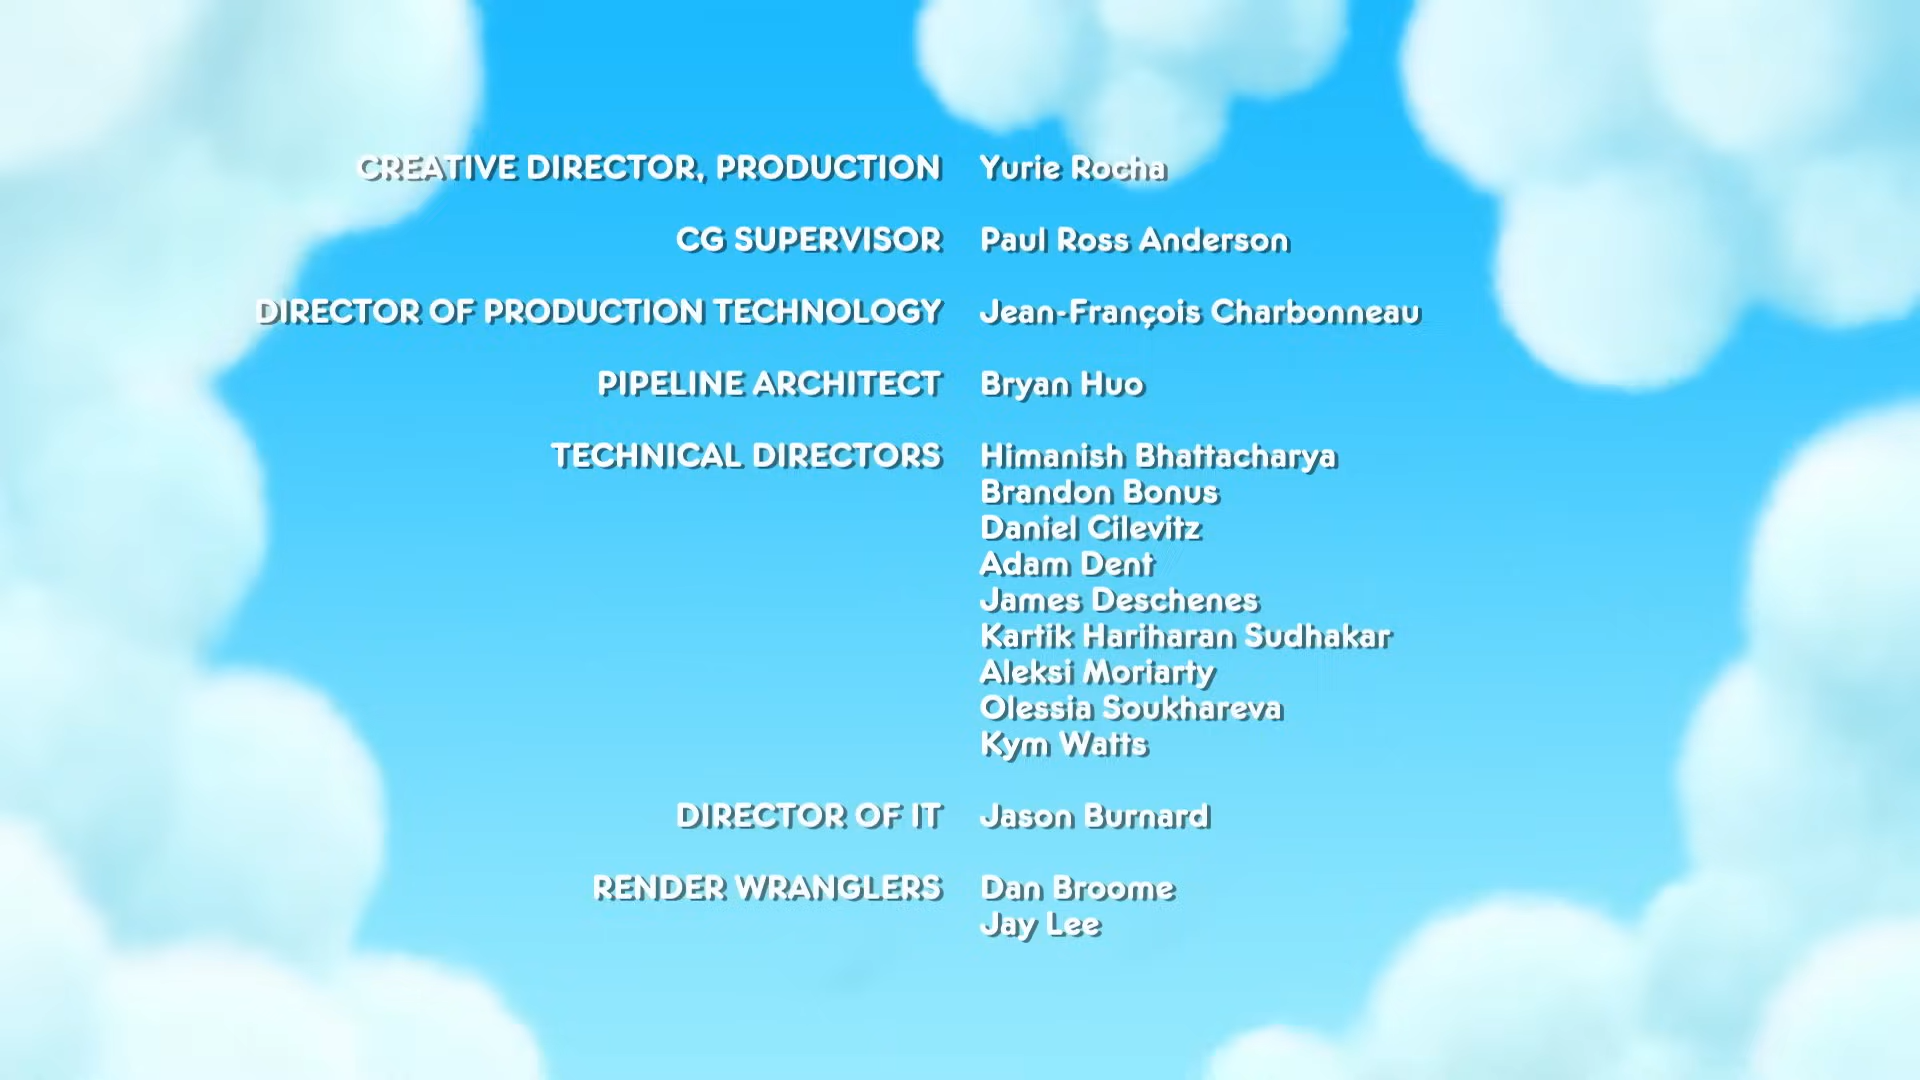 CREATIVE DIRECTOR, PRODUCTION Yurie Rocha
CG SUPERVISOR Paul Ross Anderson
DIRECTOR OF PRODUCTION TECHNOLOGY Jean-François Charbonneau
PIPELINE ARCHITECT Bryan Huo
TECHNICAL DIRECTORS Himanish Bhattacharya
Brandon Bonus
Daniel Cilevitz
Adam Dent
James Deschenes
Kartik Hariharan Sudhakar
Aleksi Moriarty
Olessia Soukhareva
Kym Watts
DIRECTOR OF IT Jason Burnard
RENDER WRANGLERS Dan Broome
Jay Lee